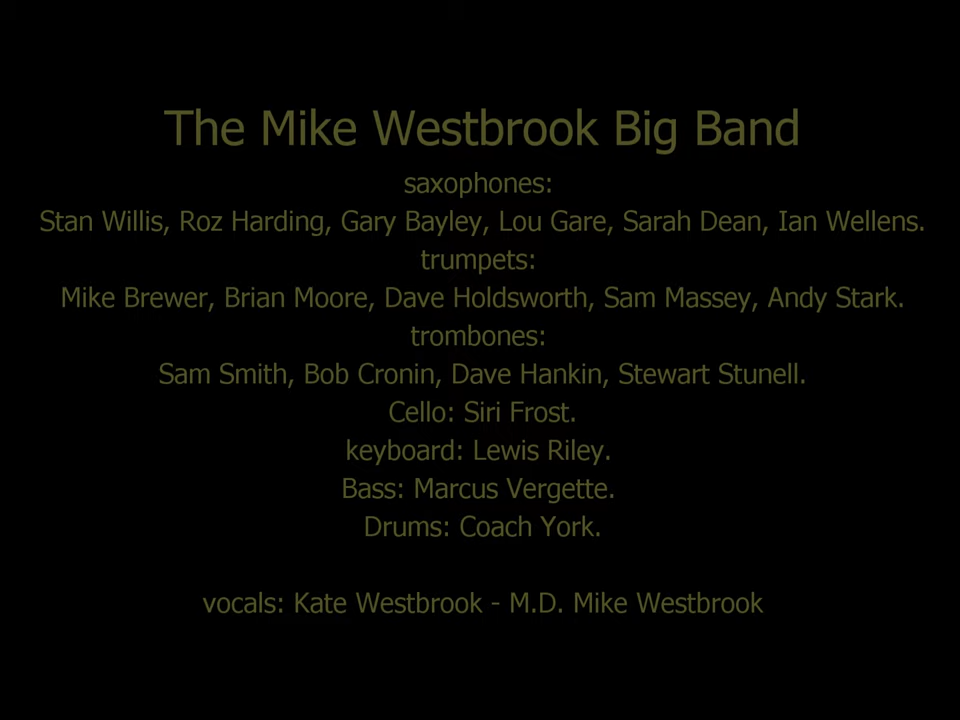 The Mike Westbrook Big Band
saxophones:
Stan Willis, Roz Harding, Gary Bayley, Lou Gare, Sarah Dean, Ian Wellens.
trumpets:
Mike Brewer, Brian Moore, Dave Holdsworth, Sam Massey, Andy Stark.
trombones:
Sam Smith, Bob Cronin, Dave Hankin, Stewart Stunell.
Cello: Siri Frost.
keyboard: Lewis Riley.
Bass: Marcus Vergette.
Drums: Coach York.
vocals: Kate Westbrook - M.D. Mike Westbrook